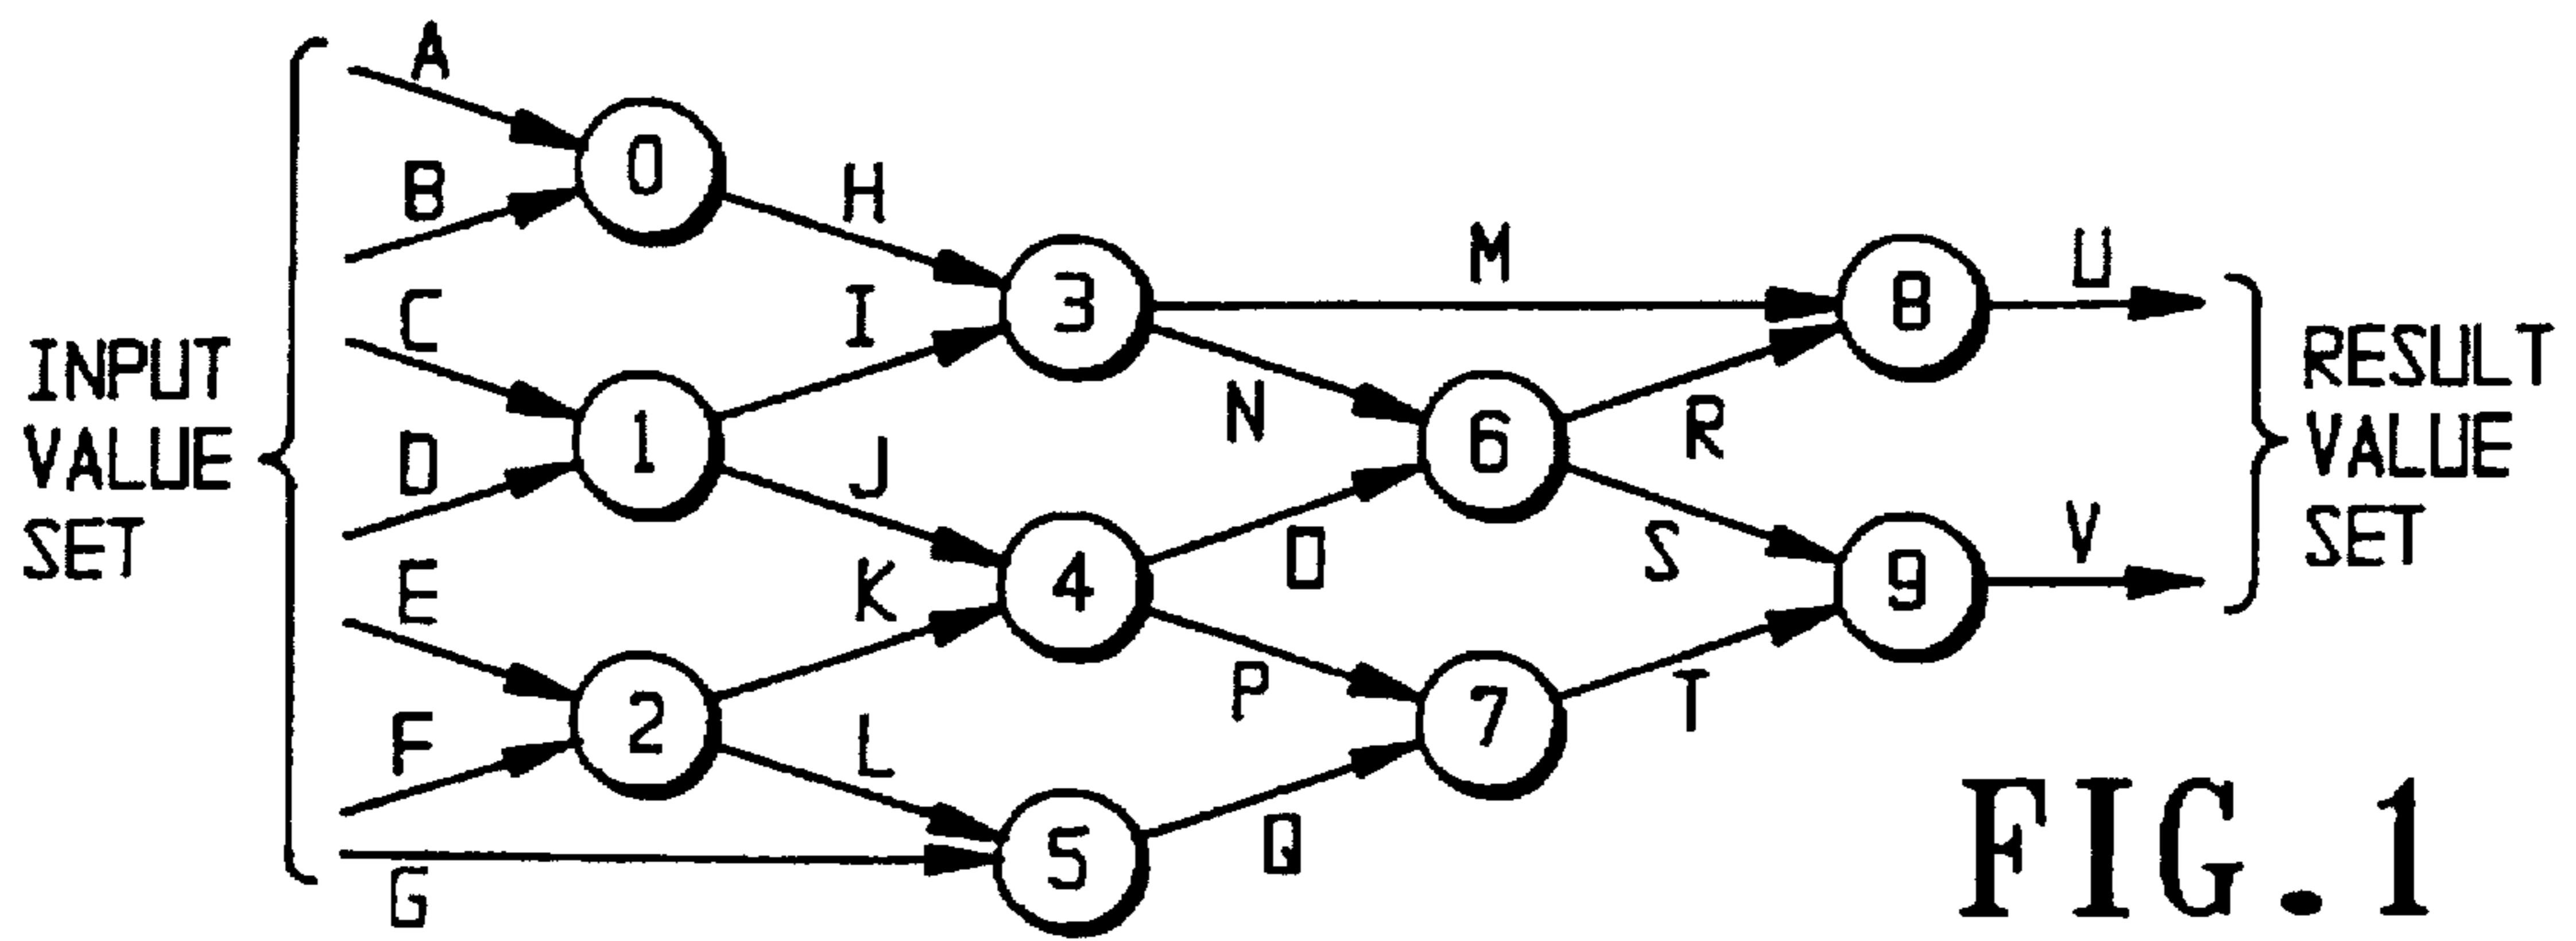 A
B
C
D
E
F
G
INPUT
VALUE
SET
0
1
2
H
I
J
K
L
3
4
5
M
N
O
P
Q
6
7
R
S
T
8
9
U
V
RESULT
VALUE
SET
FIG.1